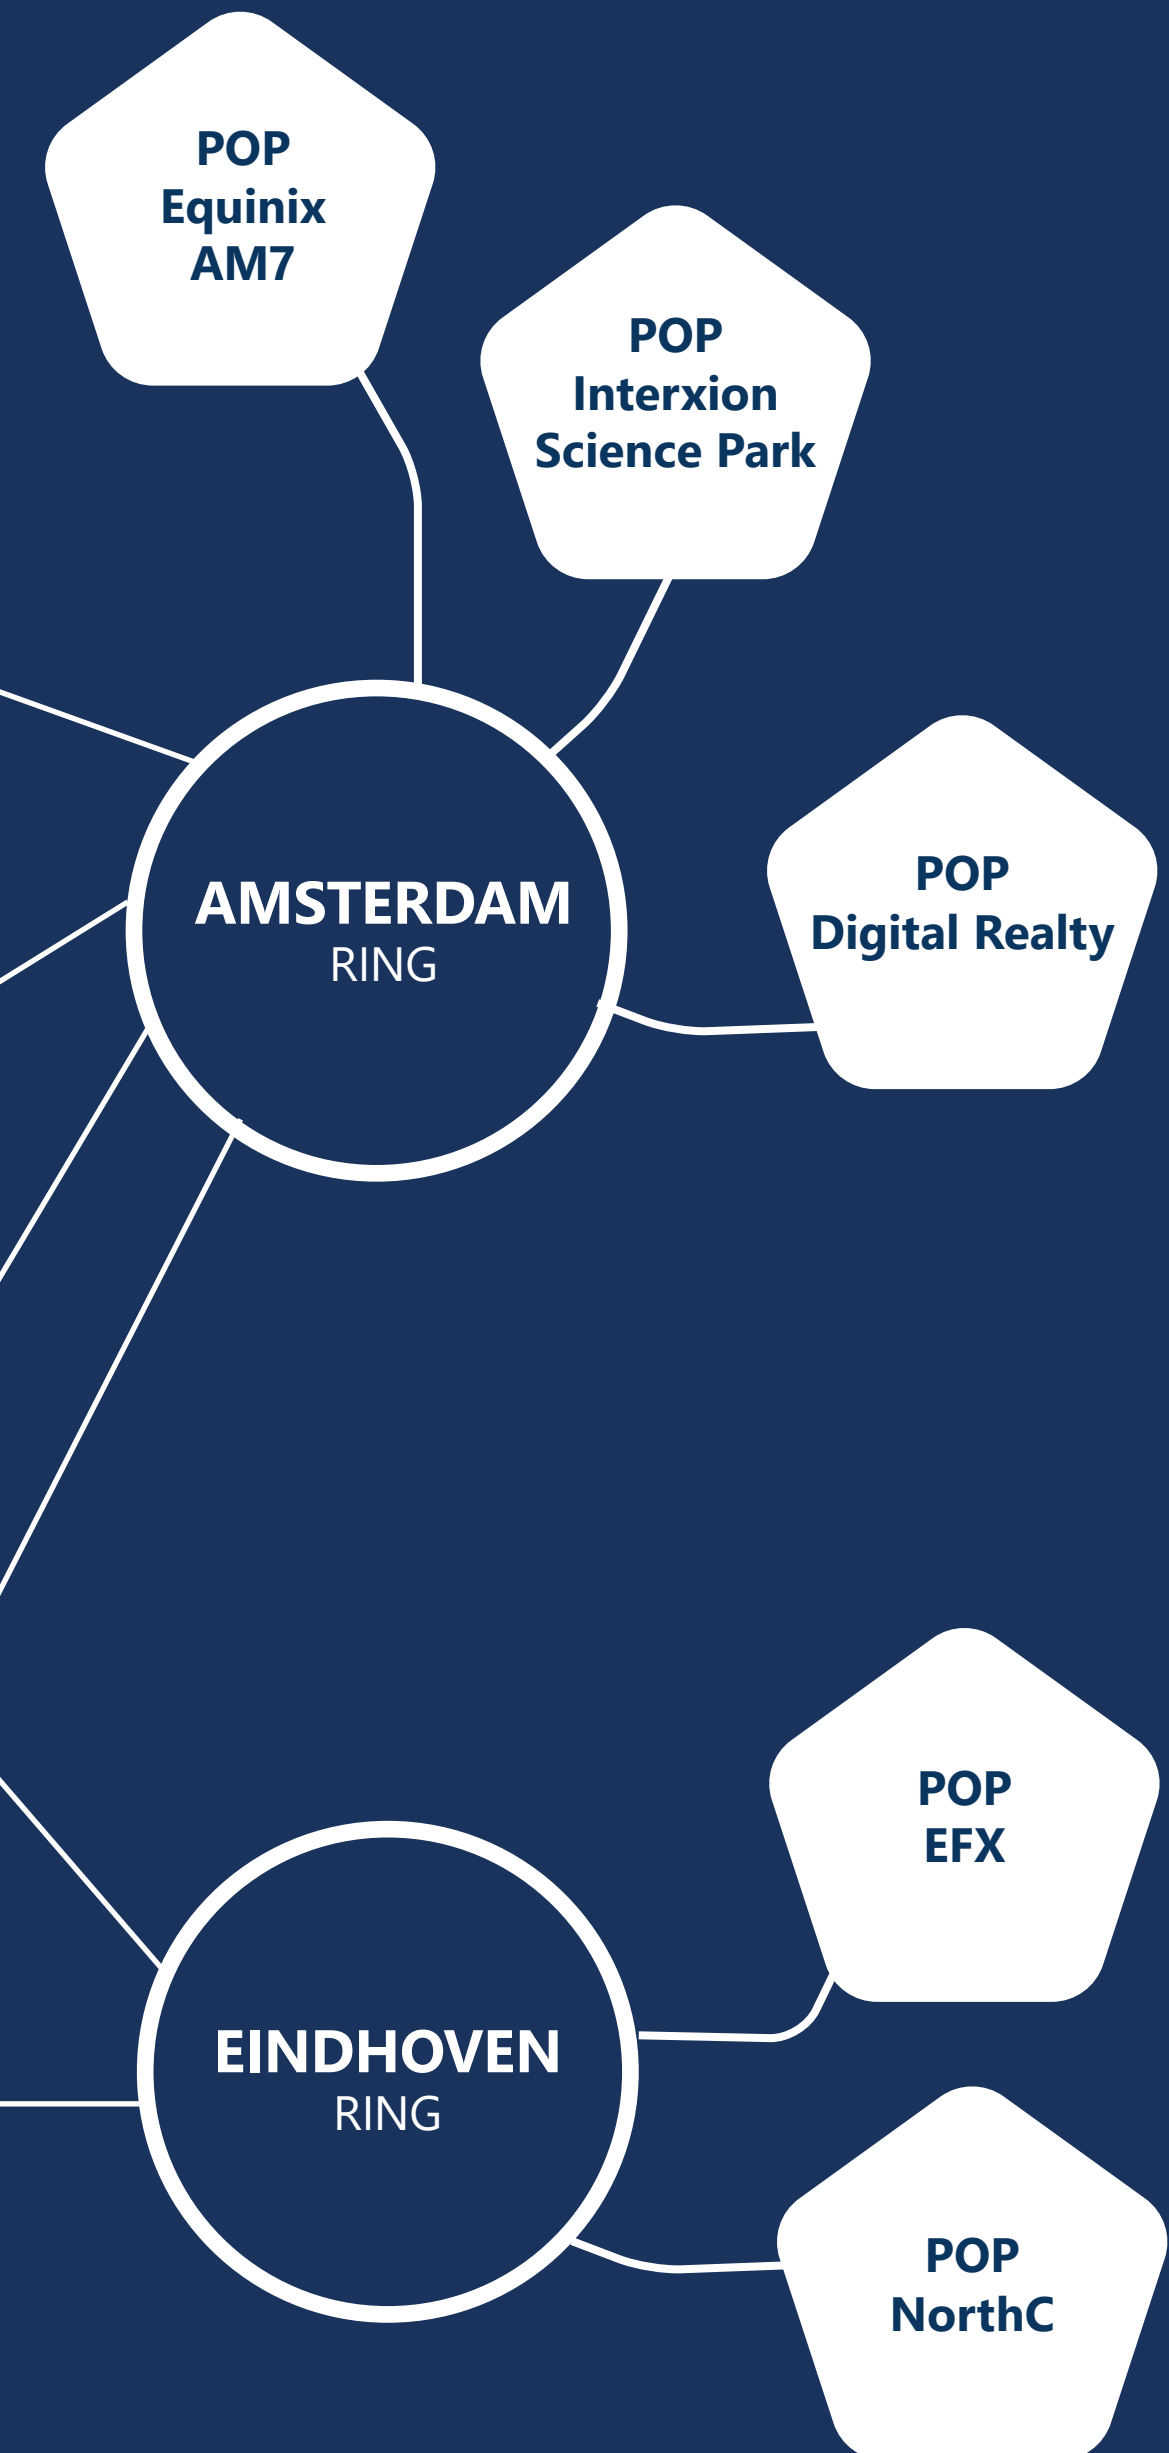 POP
Equinix
AM7
POP
Interxion
Science Park
AMSTERDAM
RING
POP
Digital Realty
POP
EFX
EINDHOVEN
RING
POP
NorthC